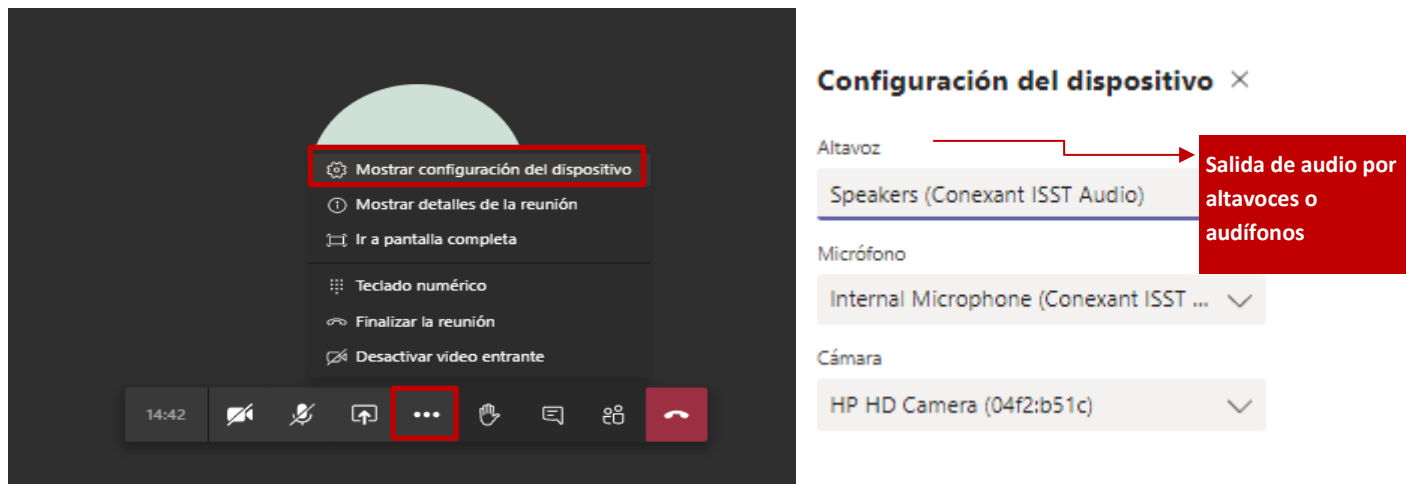 Mostrar configuración del dispositivo
Mostrar detalles de la reunión
Ir a pantalla completa
Teclado numérico
Finalizar la reunión
Desactivar video entrante
14:42
Configuración del dispositivo
Altavoz
Speakers (Conexant ISST Audio)
Salida de audio por
altavoces o
audífonos
Micrófono
Internal Microphone (Conexant ISST ...
Cámara
HP HD Camera (04f2:b51c)